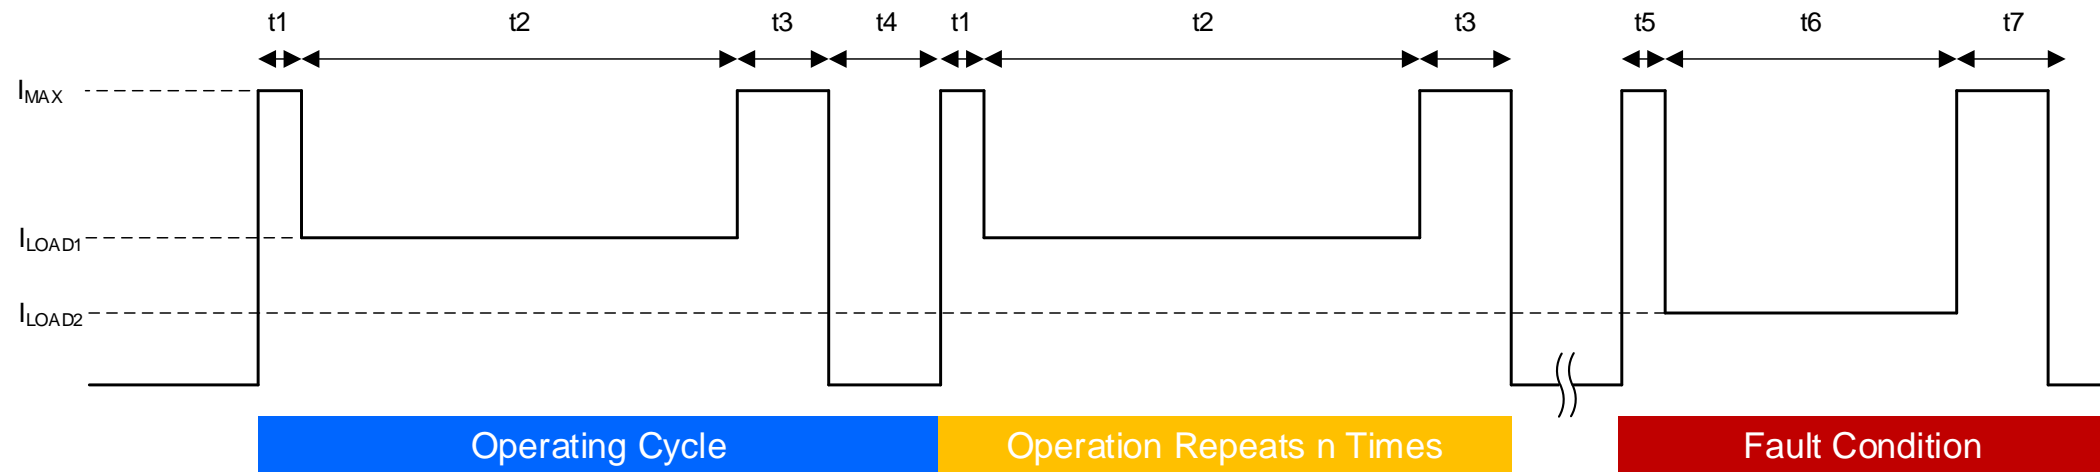 t1 t2 t3 t4 t1 t2 t3 t5 t6 t7
IMAX
ILOAD1
ILOAD2
Operating Cycle Operation Repeats n Times Fault Condition